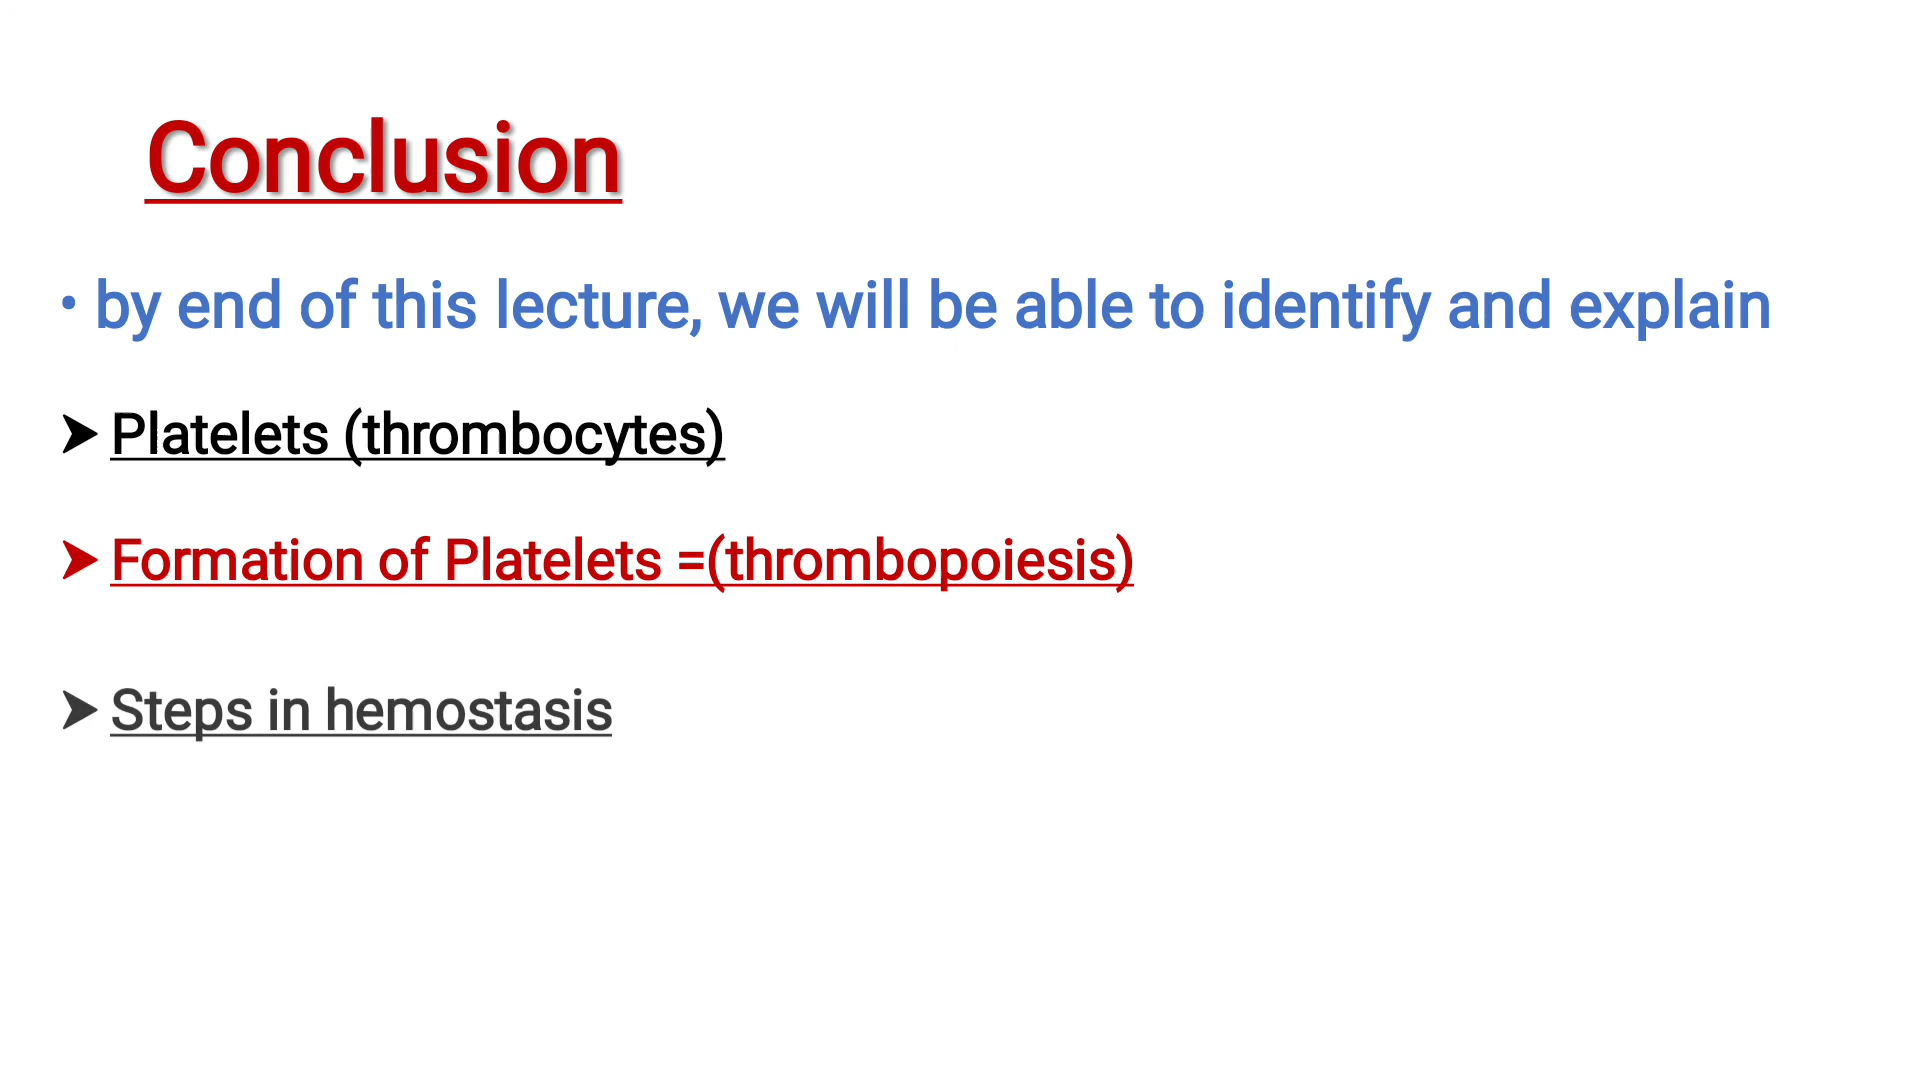 Conclusion
• by end of this lecture, we will be able to identify and explain
➤ Platelets (thrombocytes)
➤ Formation of Platelets =(thrombopoiesis)
➤ Steps in hemostasis